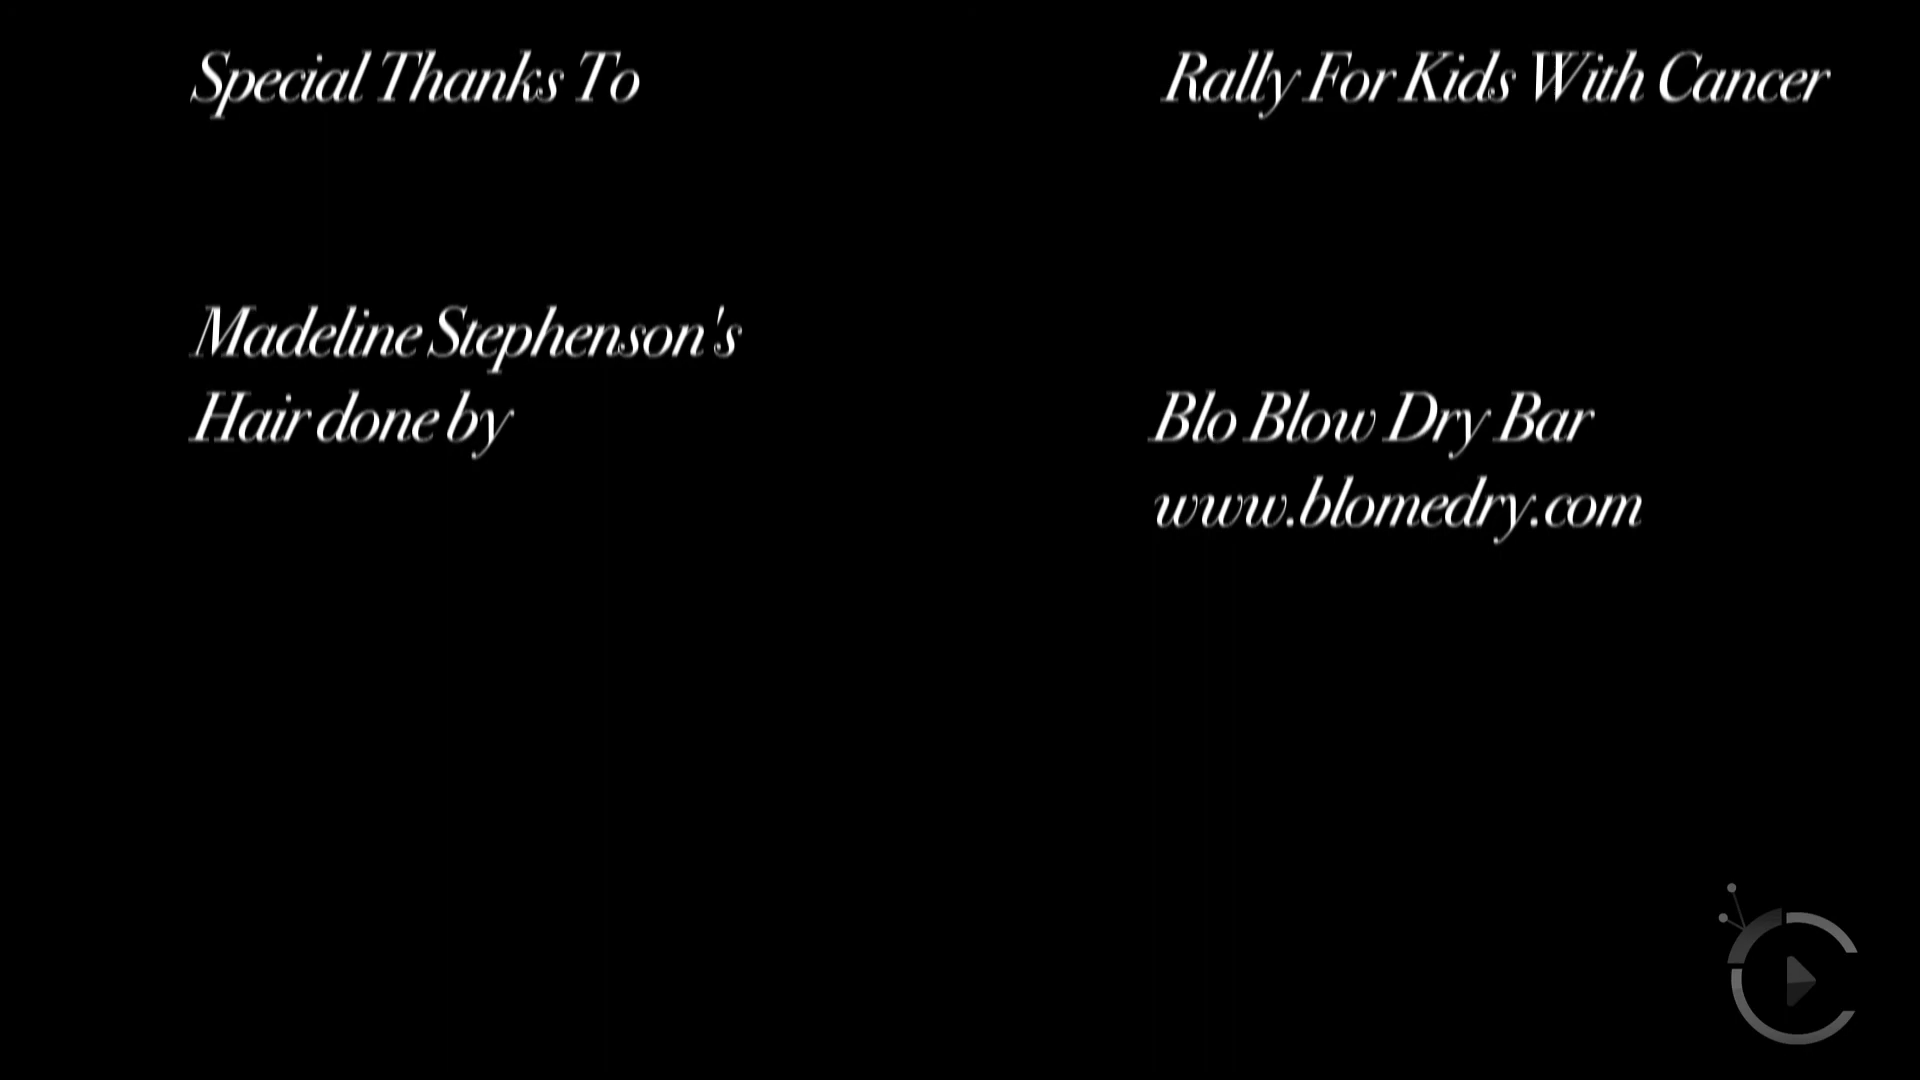 Special Thanks To
Rally For Kids With Cancer
Madeline Stephenson's
Hair done by
Blo Blow Dry Bar
www.blomedry.com